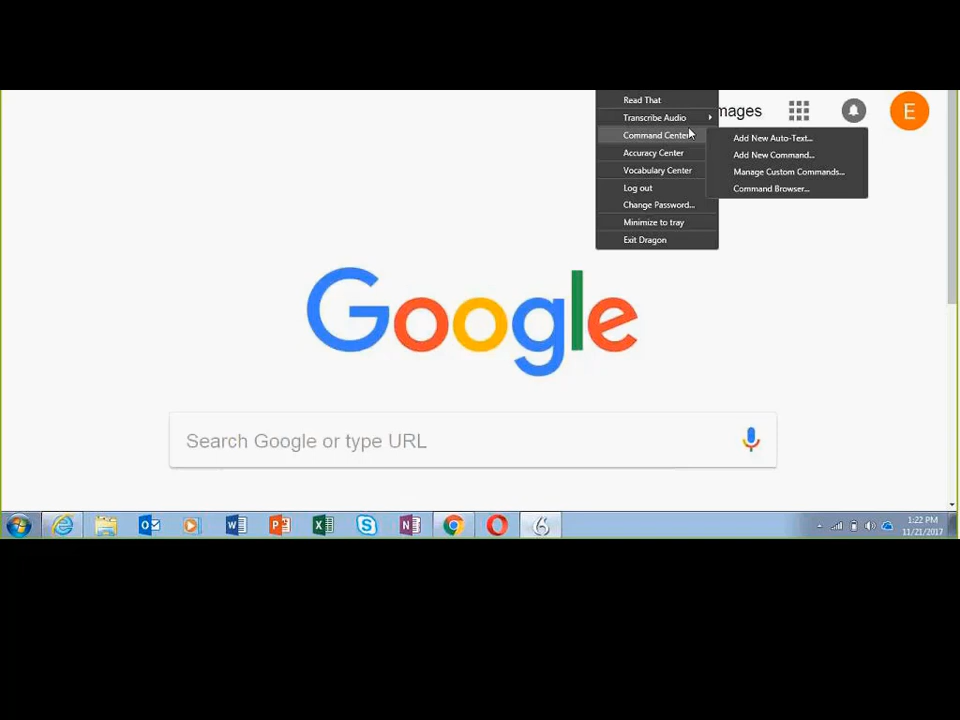 Read That
Transcribe Audio
Command Center
Accuracy Center
Vocabulary Center
Log out
Change Password...
Minimize to tray
Exit Dragon
Add New Auto-Text...
Add New Command...
Manage Custom Commands...
Command Browser...
mages
E
Google
Search Google or type URL
1:22 PM
11/21/2017